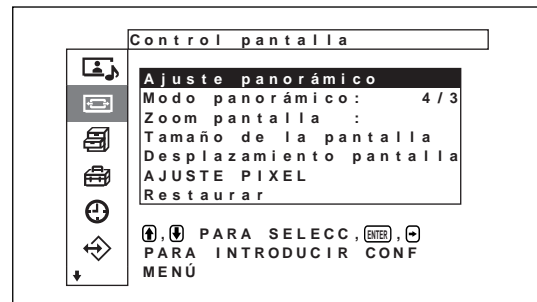 Control pantalla
Ajuste panorámico
Modo panorámico: 4/3
Zoom pantalla :
Tamaño de la pantalla
Desplazamiento pantalla
AJUSTE PIXEL
Restaurar
, PARA SELECC, ENTER ,
PARA INTRODUCIR CONF
MENÚ